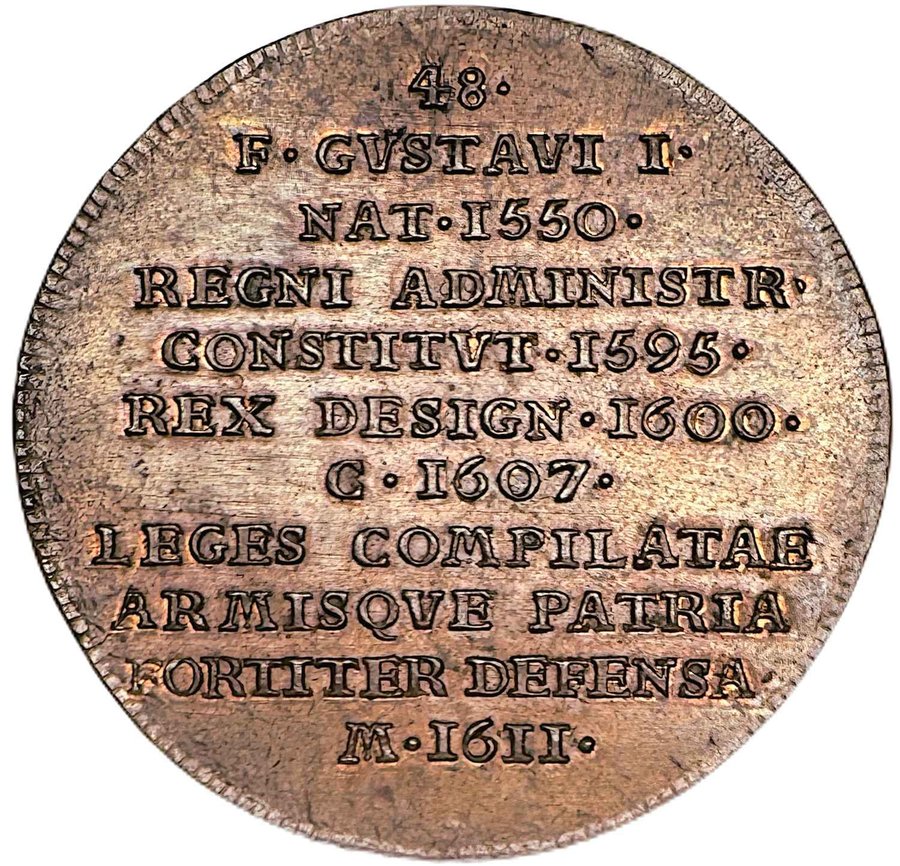 ·48·
F·GVSTAVI I·
NAT·1550·
REGNI ADMINISTR·
CONSTITVT·1595·
REX DESIGN·1600·
C·1607·
LEGES COMPILATAE
ARMISQVE PATRIA
FORTITER DEFENSA·
M·1611·